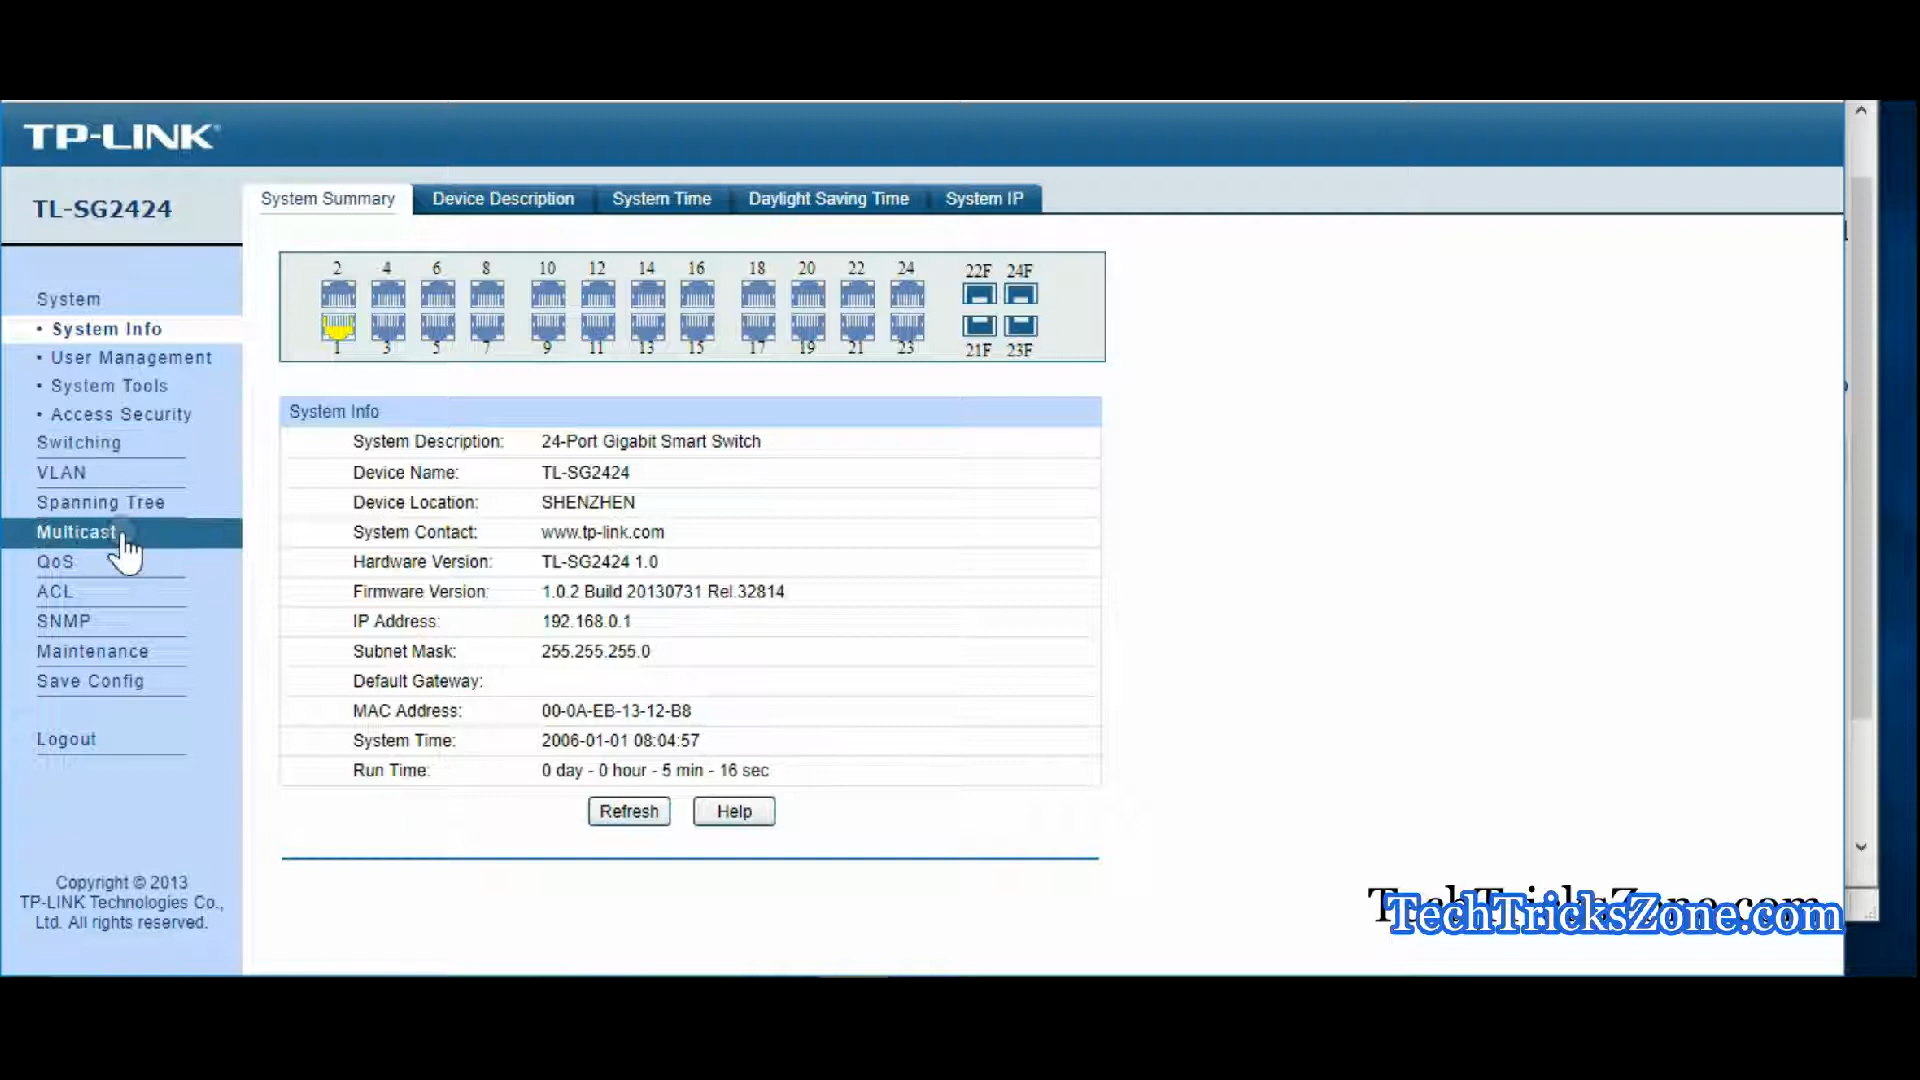 TP-LINK
TL-SG2424
System Summary
Device Description
System Time
Daylight Saving Time
System IP
System
• System Info
• User Management
• System Tools
• Access Security
Switching
VLAN
Spanning Tree
Multicast
QoS
ACL
SNMP
Maintenance
Save Config
Logout
Copyright © 2013
TP-LINK Technologies Co.,
Ltd. All rights reserved.
2 4 6 8 10 12 14 16 18 20 22 24 22F 24F
1 3 5 7 9 11 13 15 17 19 21 23 21F 23F
System Info
System Description: 24-Port Gigabit Smart Switch
Device Name: TL-SG2424
Device Location: SHENZHEN
System Contact: www.tp-link.com
Hardware Version: TL-SG2424 1.0
Firmware Version: 1.0.2 Build 20130731 Rel.32814
IP Address: 192.168.0.1
Subnet Mask: 255.255.255.0
Default Gateway:
MAC Address: 00-0A-EB-13-12-B8
System Time: 2006-01-01 08:04:57
Run Time: 0 day - 0 hour - 5 min - 16 sec
Refresh
Help
TechTricksZone.com
TechTricksZone.com